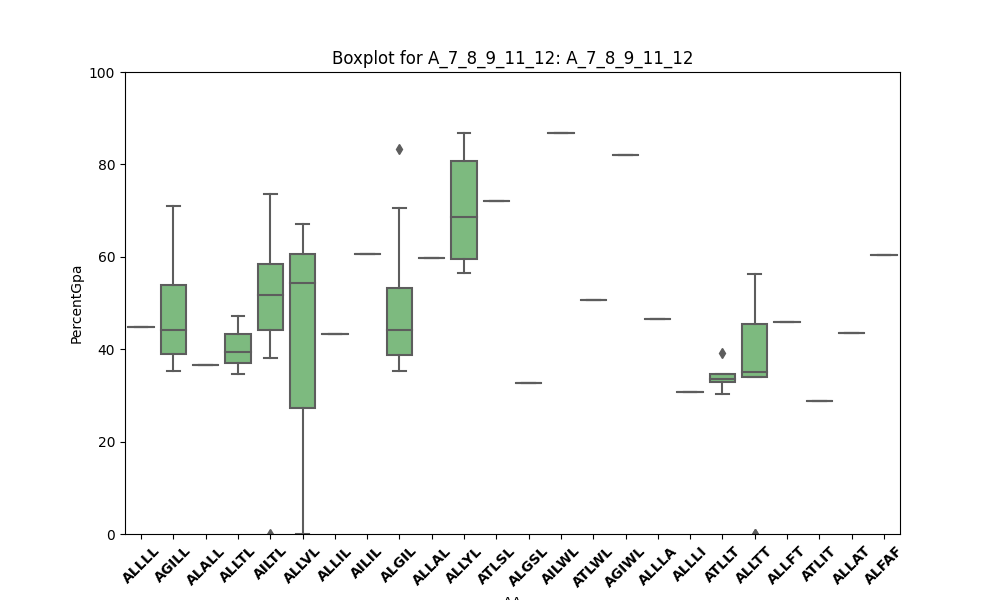 Boxplot for A_7_8_9_11_12: A_7_8_9_11_12
100
80
60
40
20
0
PercentGpa
ALLLL AGILL ALALL ALLTL AILTL ALLVL ALLIL AILIL ALGIL ALLAL ALLYL ATLSL ALGSL AILWL ATLWL AGIWL ALLLA ALLLI ATLLT ALLTT ALLFT ATLIT ALLAT ALFAF